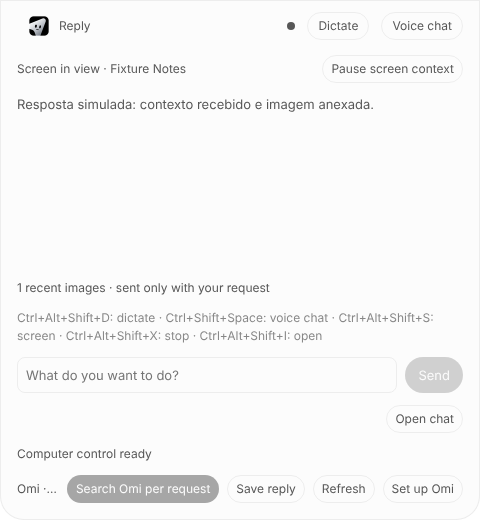 Reply
Dictate
Voice chat
Screen in view · Fixture Notes
Pause screen context
Resposta simulada: contexto recebido e imagem anexada.
1 recent images · sent only with your request
Ctrl+Alt+Shift+D: dictate · Ctrl+Shift+Space: voice chat · Ctrl+Alt+Shift+S:
screen · Ctrl+Alt+Shift+X: stop · Ctrl+Alt+Shift+I: open
What do you want to do?
Send
Open chat
Computer control ready
Omi ·...
Search Omi per request
Save reply
Refresh
Set up Omi